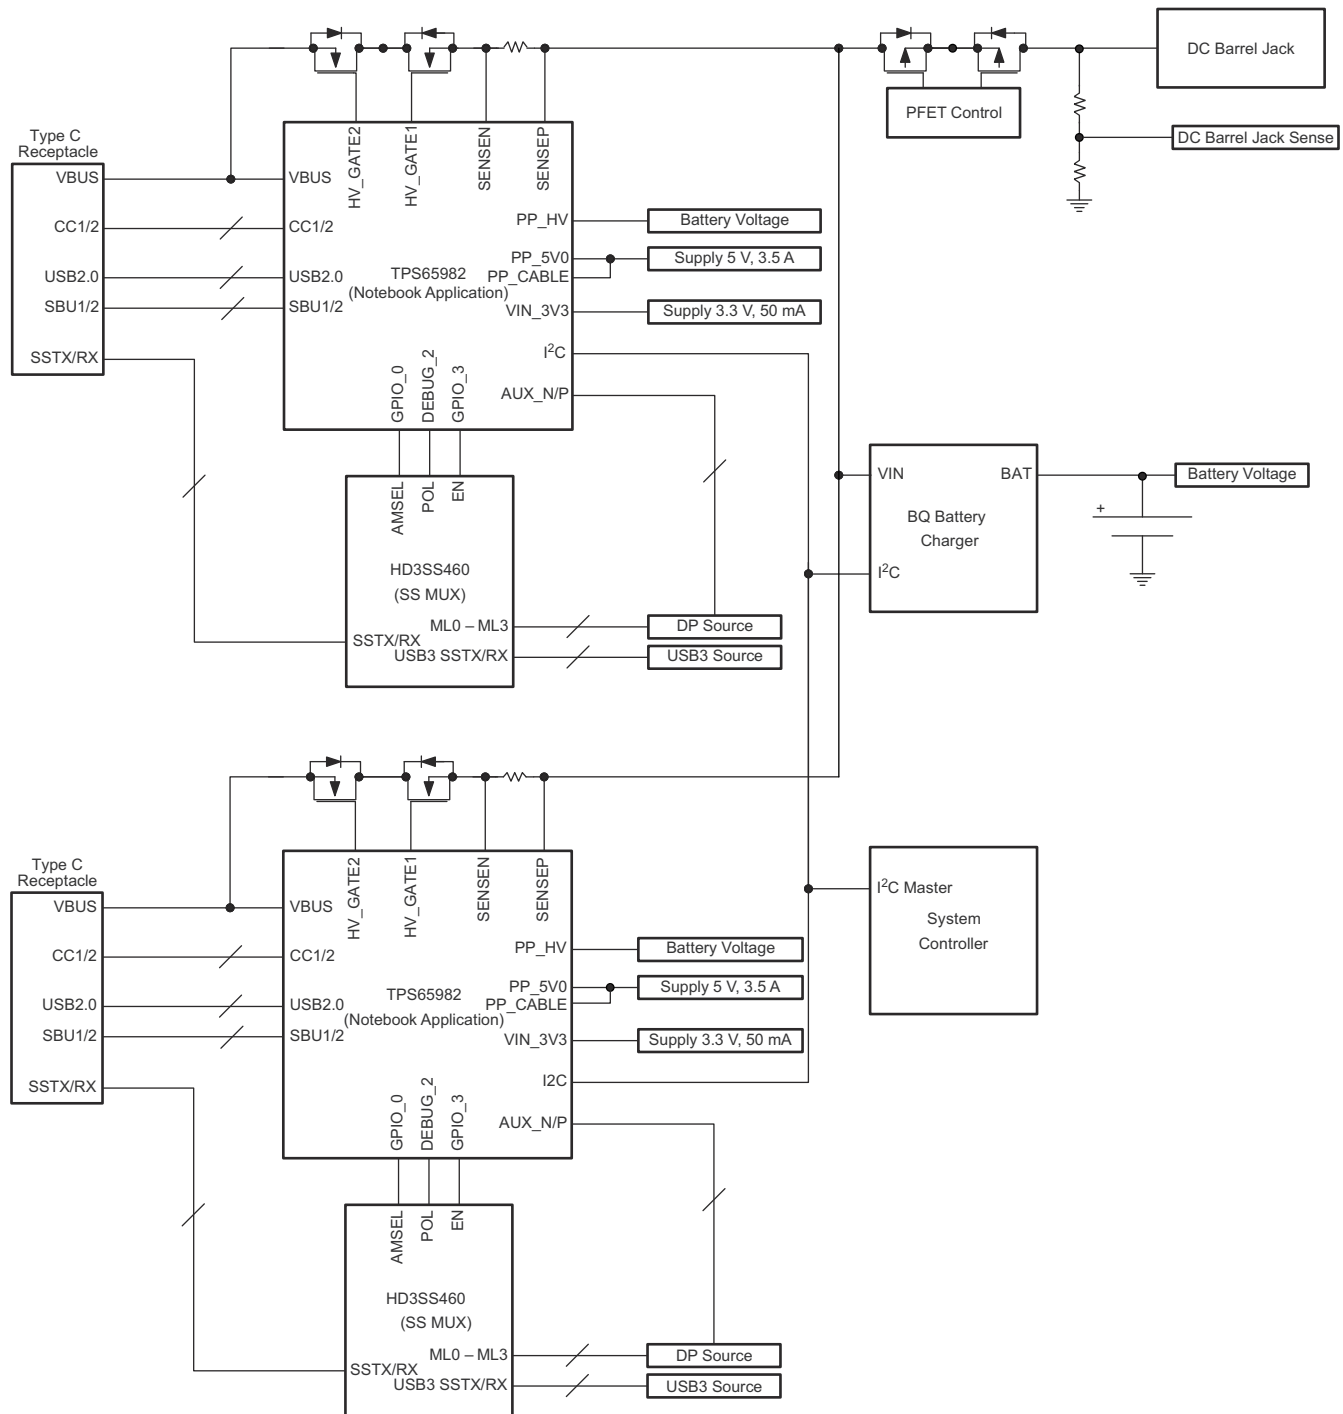 DC Barrel Jack
PFET Control
DC Barrel Jack Sense
Type C
Receptacle
VBUS
CC1/2
USB2.0
SBU1/2
SSTX/RX
HV_GATE2
HV_GATE1
SENSEN
SENSEP
VBUS
CC1/2
USB2.0
SBU1/2
TPS65982
(Notebook Application)
PP_HV
PP_5V0
PP_CABLE
VIN_3V3
I²C
AUX_N/P
GPIO_0
DEBUG_2
GPIO_3
Battery Voltage
Supply 5 V, 3.5 A
Supply 3.3 V, 50 mA
AMSEL
POL
EN
HD3SS460
(SS MUX)
ML0 – ML3
SSTX/RX
USB3 SSTX/RX
DP Source
USB3 Source
VIN
BAT
BQ Battery
Charger
I²C
Battery Voltage
+
Type C
Receptacle
VBUS
CC1/2
USB2.0
SBU1/2
SSTX/RX
HV_GATE2
HV_GATE1
SENSEN
SENSEP
VBUS
CC1/2
USB2.0
SBU1/2
TPS65982
(Notebook Application)
PP_HV
PP_5V0
PP_CABLE
VIN_3V3
I2C
AUX_N/P
GPIO_0
DEBUG_2
GPIO_3
Battery Voltage
Supply 5 V, 3.5 A
Supply 3.3 V, 50 mA
I²C Master
System
Controller
AMSEL
POL
EN
HD3SS460
(SS MUX)
ML0 – ML3
SSTX/RX
USB3 SSTX/RX
DP Source
USB3 Source